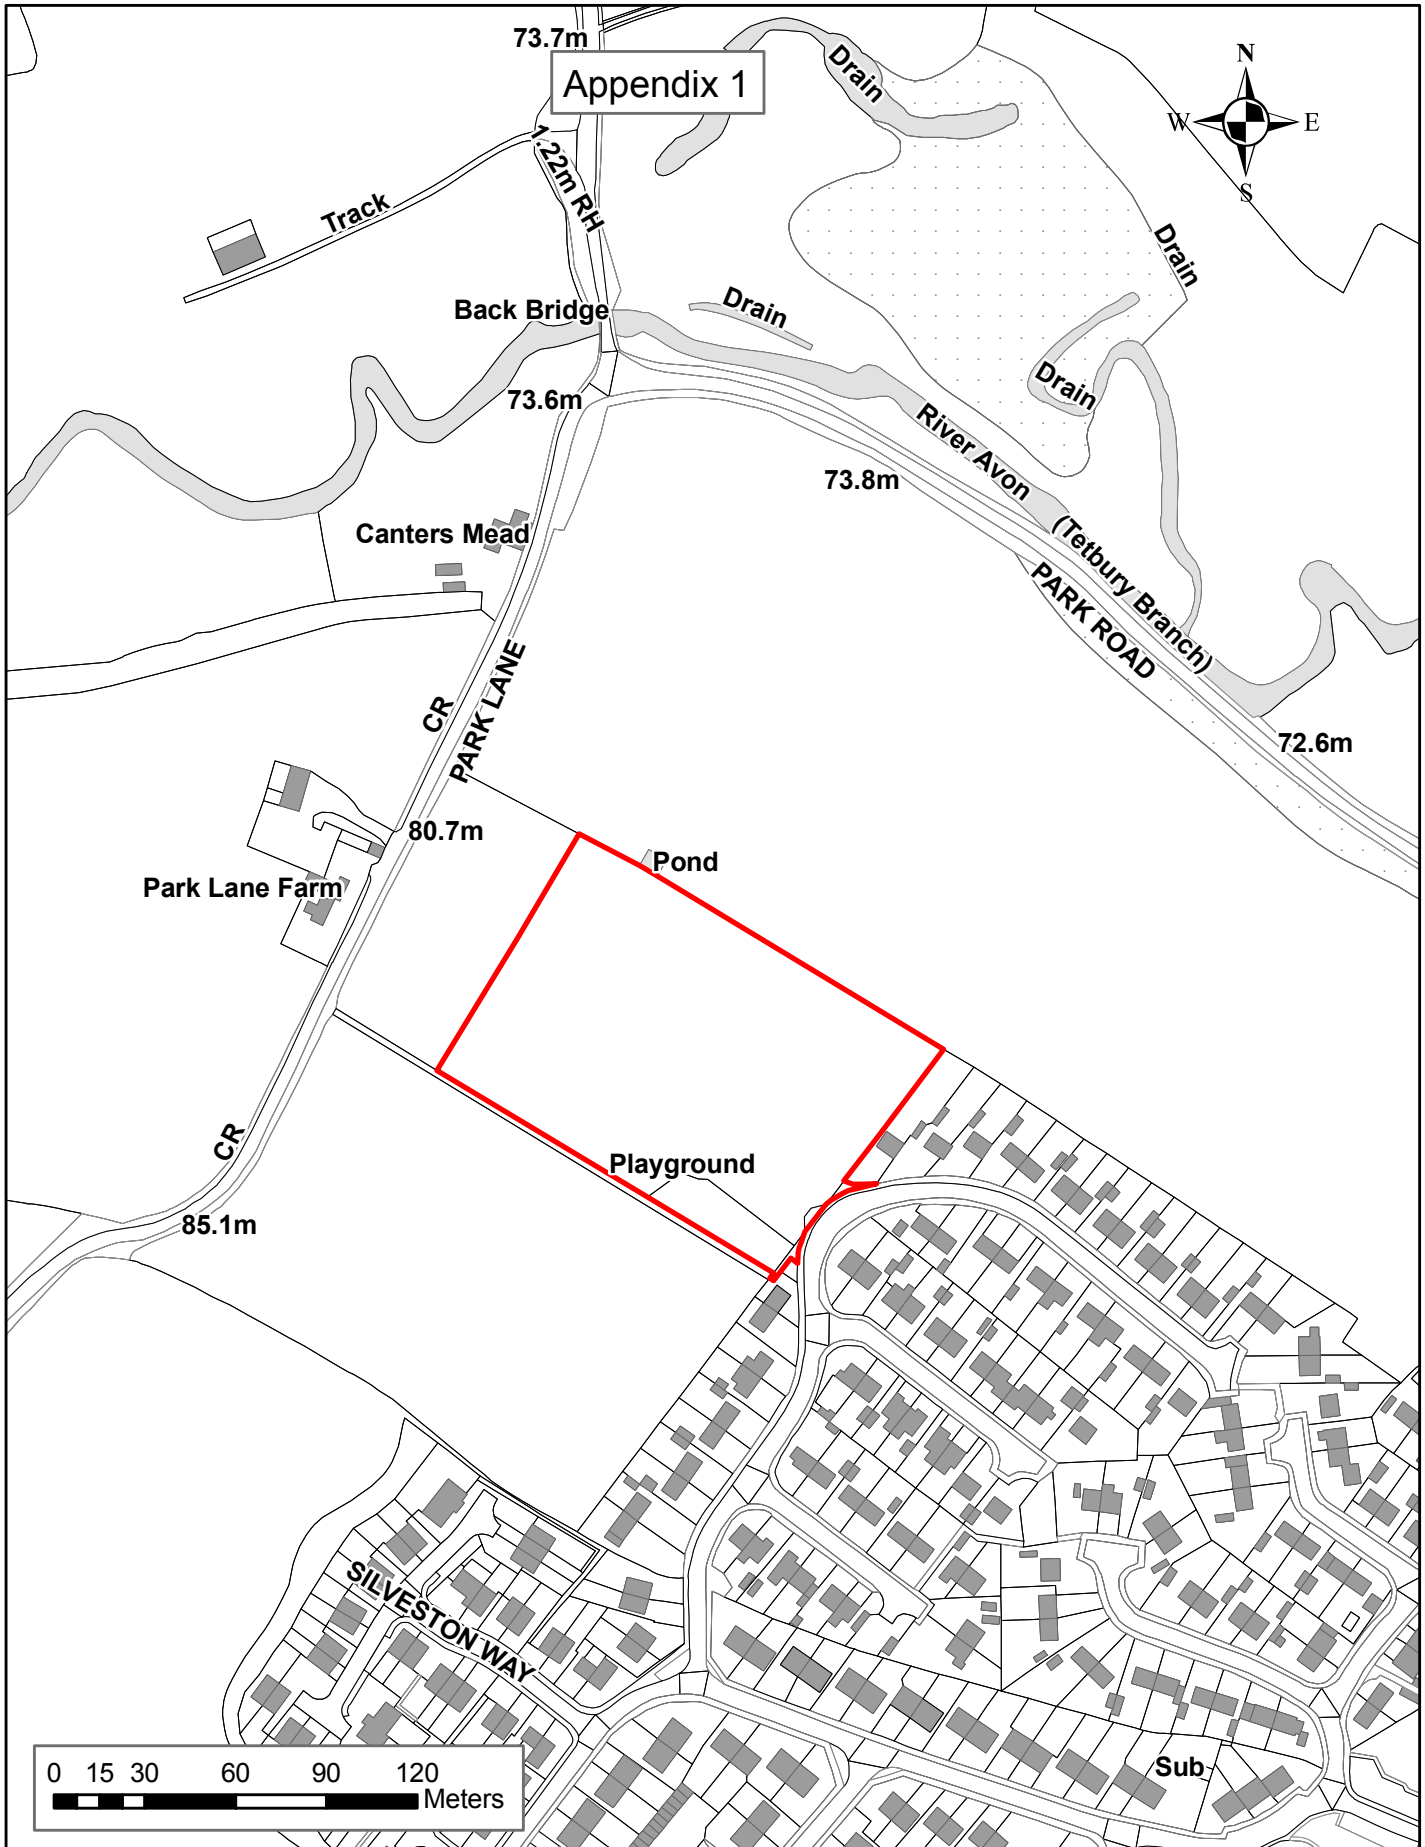 73.7m
Appendix 1
Drain
N
W
E
S
1.22m RH
Track
Drain
Back Bridge
Drain
73.6m
Drain
River Avon
73.8m
(Tetbury Branch)
Canters Mead
PARK ROAD
CR
PARK LANE
72.6m
80.7m
Pond
Park Lane Farm
CR
Playground
85.1m
SILVESTON WAY
Sub
0 15 30 60 90 120
Meters